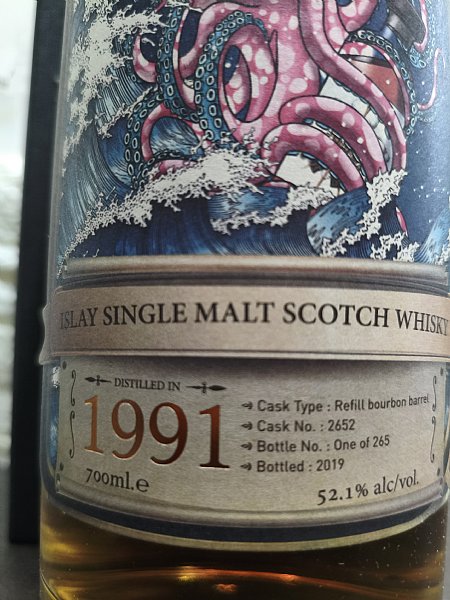 ISLAY SINGLE MALT SCOTCH WHISKY
DISTILLED IN
1991
700ml.e
Cask Type : Refill bourbon barrel
Cask No. : 2652
Bottle No. : One of 265
Bottled : 2019
52.1% alc/vol.